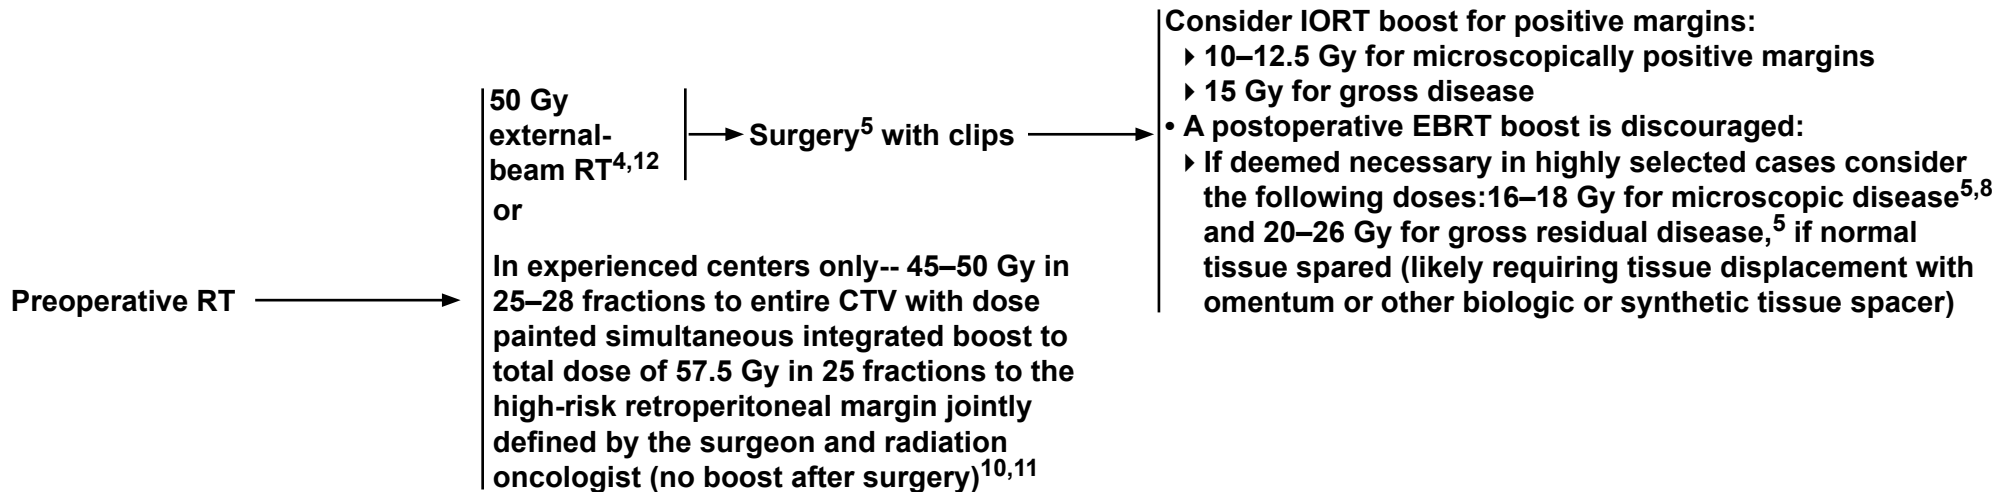 Preoperative RT
50 Gy
external-
beam RT4,12
or
In experienced centers only-- 45–50 Gy in
25–28 fractions to entire CTV with dose
painted simultaneous integrated boost to
total dose of 57.5 Gy in 25 fractions to the
high-risk retroperitoneal margin jointly
defined by the surgeon and radiation
oncologist (no boost after surgery)10,11
Surgery5 with clips
Consider IORT boost for positive margins:
10–12.5 Gy for microscopically positive margins
15 Gy for gross disease
• A postoperative EBRT boost is discouraged:
If deemed necessary in highly selected cases consider
the following doses:16–18 Gy for microscopic disease5,8
and 20–26 Gy for gross residual disease,5 if normal
tissue spared (likely requiring tissue displacement with
omentum or other biologic or synthetic tissue spacer)